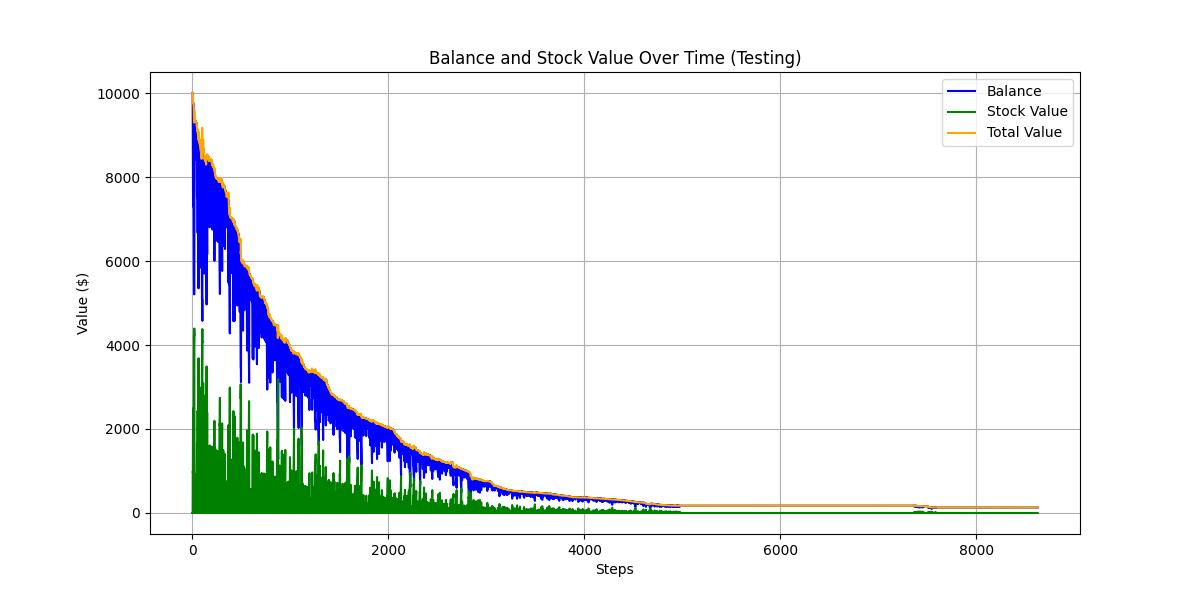 Balance and Stock Value Over Time (Testing)
Balance
Stock Value
Total Value
Value ($)
10000
8000
6000
4000
2000
0
0 2000 4000 6000 8000
Steps